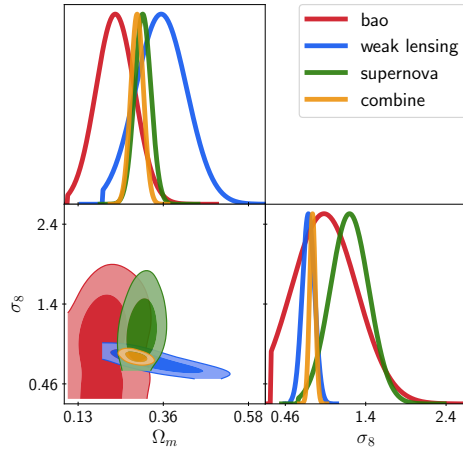 bao
weak lensing
supernova
combine
2.4
1.4
0.46
σ₈
0.13 0.36 0.58
Ωₘ
0.46 1.4 2.4
σ₈